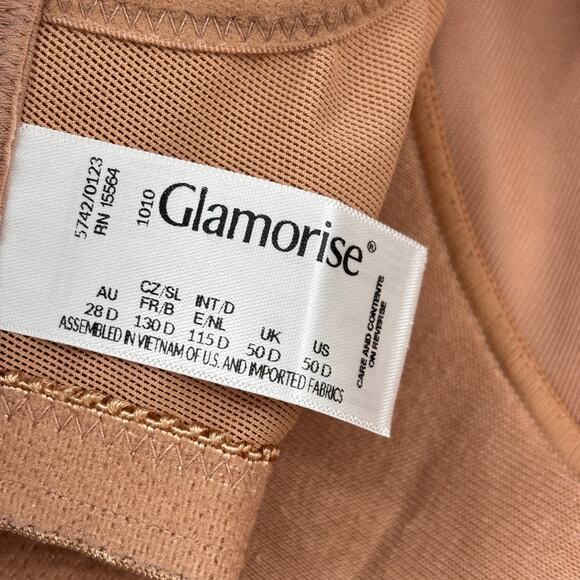 5742/0123
RN 15564
1010
Glamorise®
AU CZ/SL FR/B INT/D E/NL UK US
28 D 130 D 115 D 50 D 50 D
ASSEMBLED IN VIETNAM OF U.S. AND IMPORTED FABRICS
CARE AND CONTENTS
ON REVERSE